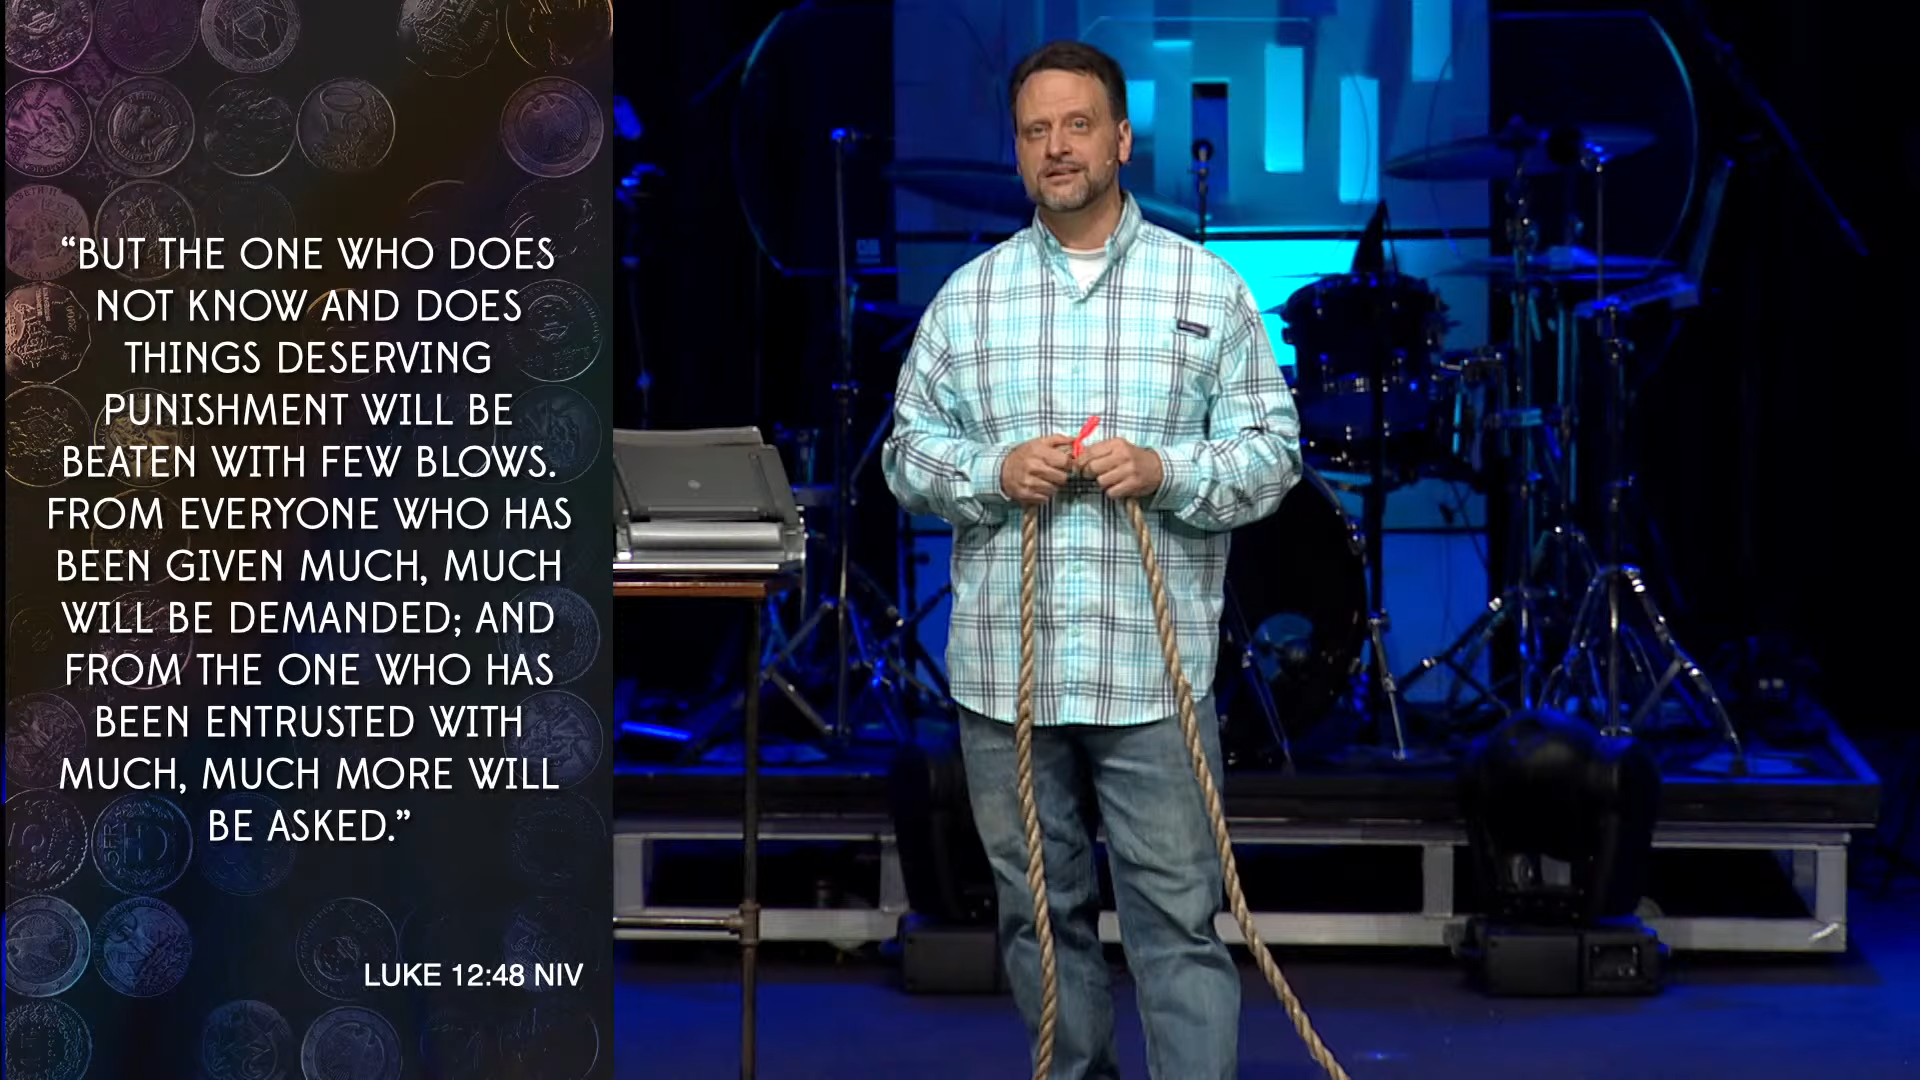 “BUT THE ONE WHO DOES
NOT KNOW AND DOES
THINGS DESERVING
PUNISHMENT WILL BE
BEATEN WITH FEW BLOWS.
FROM EVERYONE WHO HAS
BEEN GIVEN MUCH, MUCH
WILL BE DEMANDED; AND
FROM THE ONE WHO HAS
BEEN ENTRUSTED WITH
MUCH, MUCH MORE WILL
BE ASKED.”
LUKE 12:48 NIV